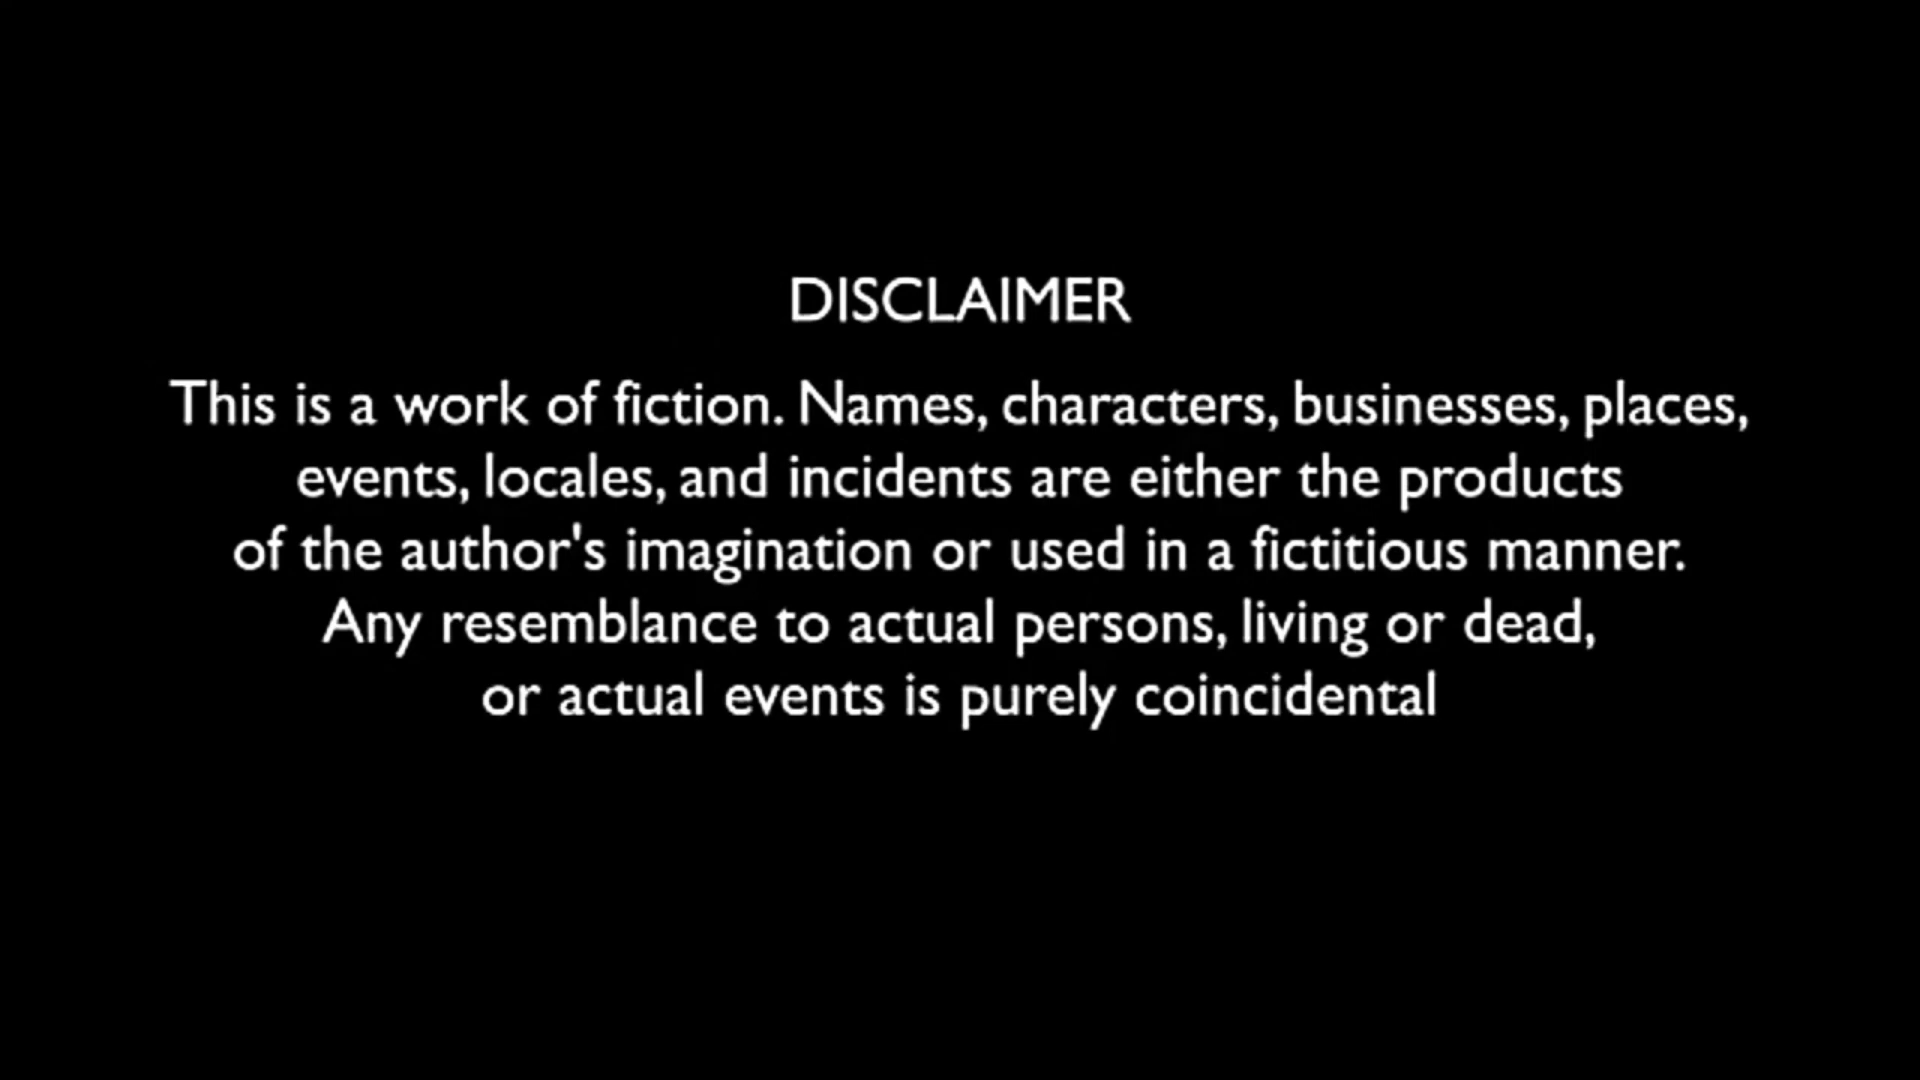 DISCLAIMER
This is a work of fiction. Names, characters, businesses, places,
events, locales, and incidents are either the products
of the author's imagination or used in a fictitious manner.
Any resemblance to actual persons, living or dead,
or actual events is purely coincidental